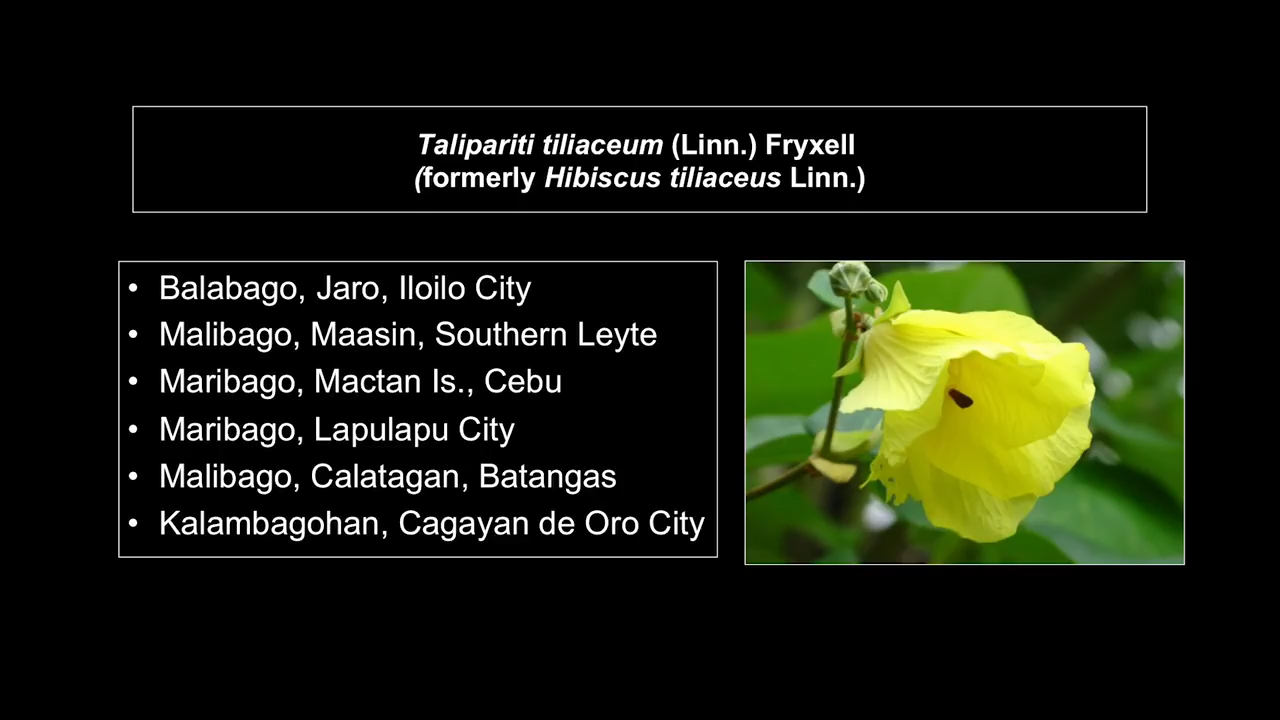 Talipariti tiliaceum (Linn.) Fryxell
(formerly Hibiscus tiliaceus Linn.)
• Balabago, Jaro, Iloilo City
• Malibago, Maasin, Southern Leyte
• Maribago, Mactan Is., Cebu
• Maribago, Lapulapu City
• Malibago, Calatagan, Batangas
• Kalambagohan, Cagayan de Oro City